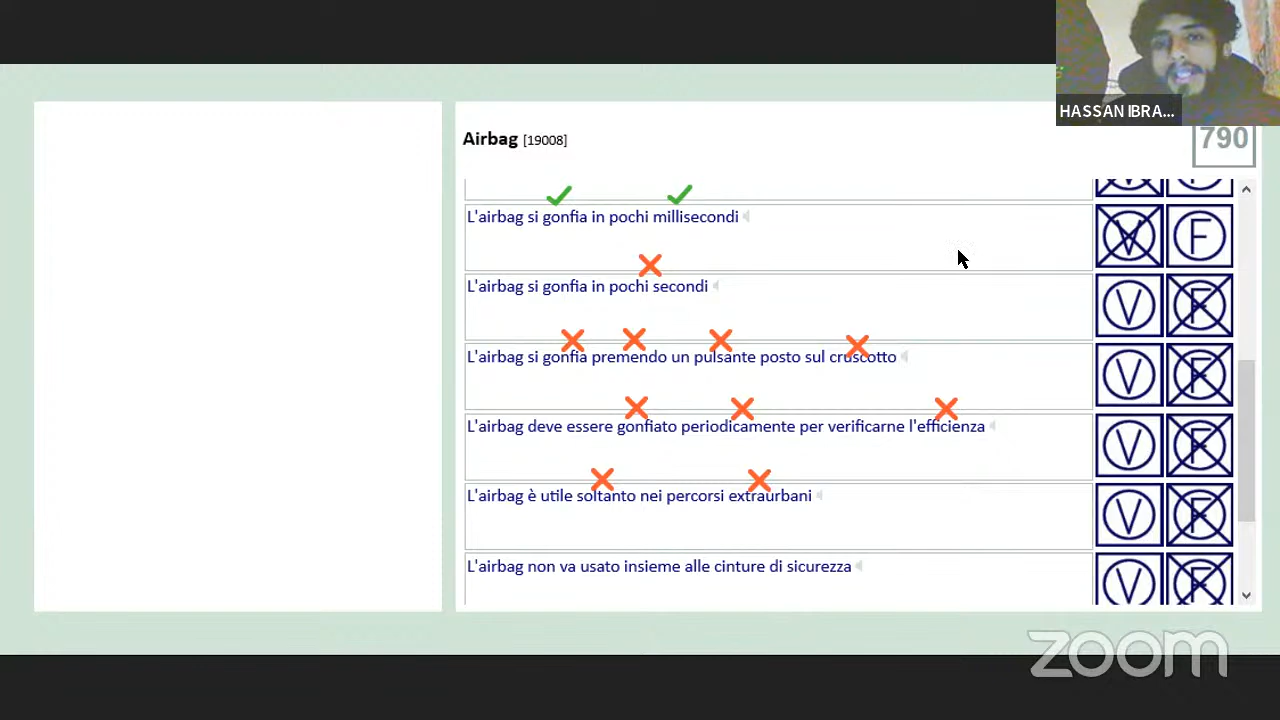 HASSAN IBRA...
Airbag [19008]
790
L'airbag si gonfia in pochi millisecondi
V F
L'airbag si gonfia in pochi secondi
V F
L'airbag si gonfia premendo un pulsante posto sul cruscotto
V F
L'airbag deve essere gonfiato periodicamente per verificarne l'efficienza
V F
L'airbag è utile soltanto nei percorsi extraurbani
V F
L'airbag non va usato insieme alle cinture di sicurezza
V F
zoom